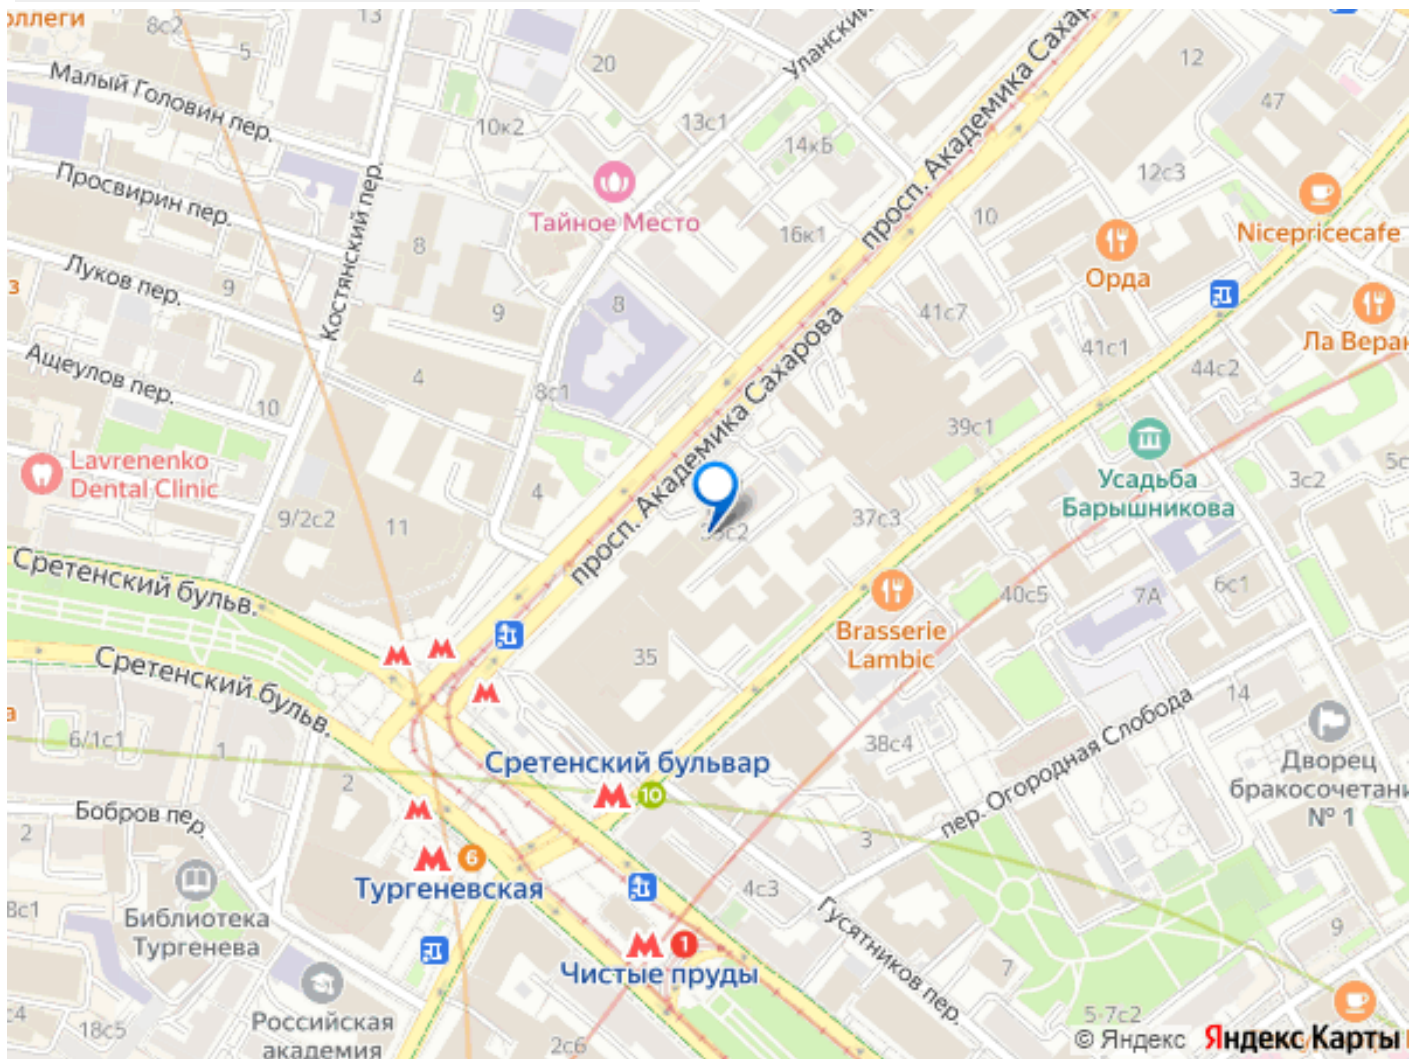 оллеги
8с2
5
13
Малый Головин пер.
20
10к2
13с1
Уланский
14кБ
12
47
12с3
просп. Академика Сахар
Просвирин пер.
Костянский пер.
8
Тайное Место
16к1
10
Nicepricecafe
Орда
Луков пер.
9
9
8
41с7
Ла Веран
з
41с1
44с2
Ащеулов пер.
4
10
8с1
просп. Академика Сахарова
39с1
Усадьба
Барышникова
3с2
5с
Lavrenenko
Dental Clinic
9/2с2
11
4
37с3
Сретенский бульв.
Brasserie
Lambic
40с5
7А
6с1
35
Сретенский бульв.
а
6/1с1
1
2
38с4
14
пер. Огородная Слобода
Дворец
бракосочетани
№ 1
Сретенский бульвар
10
Бобров пер.
2
3
6
Тургеневская
4с3
Гусятников пер.
8с1
Библиотека
Тургенева
9
1
Чистые пруды
7
5-7с2
с4
18с5
Российская
академия
2с6
© Яндекс Яндекс Карты